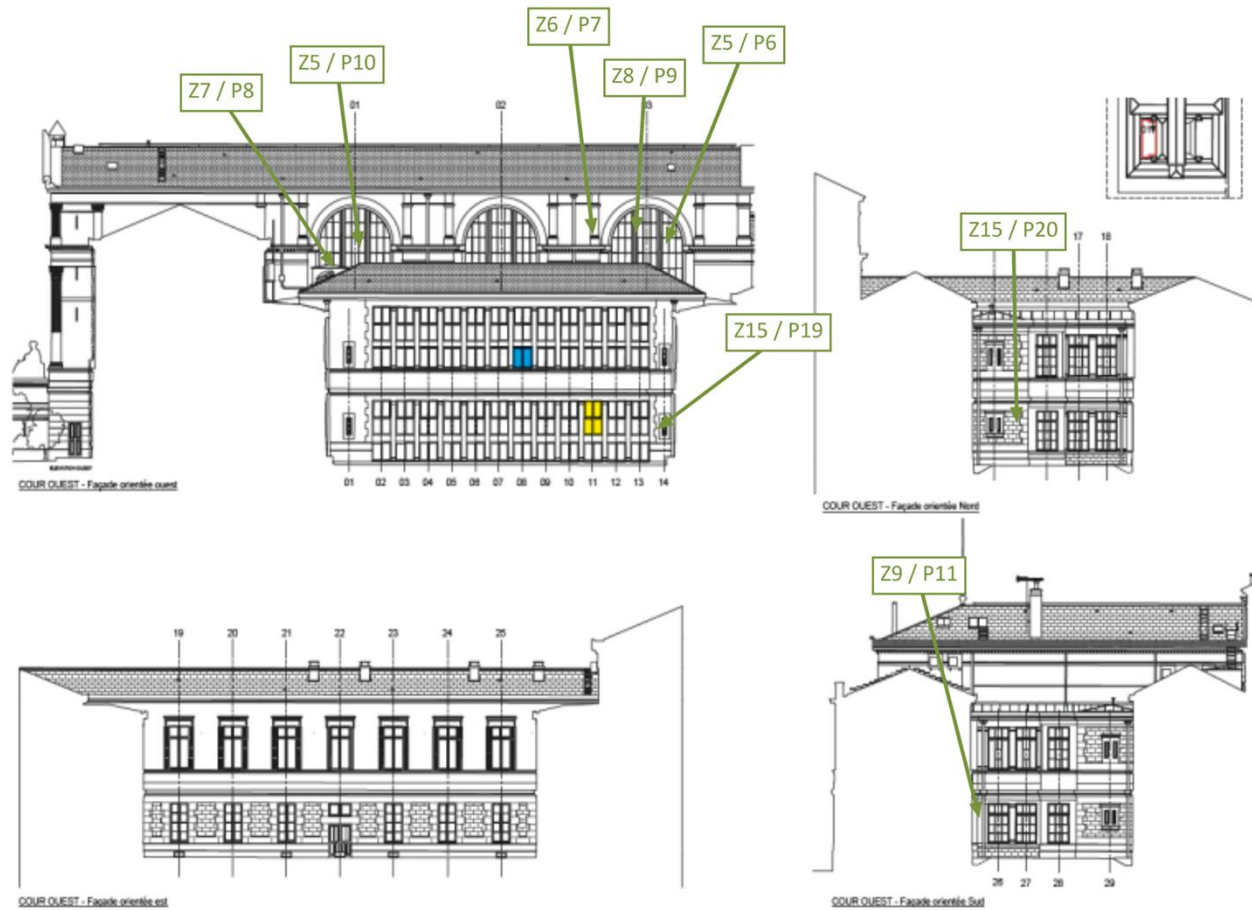 Z6 / P7
Z5 / P10
Z5 / P6
Z8 / P9
Z7 / P8
01 02
Z15 / P19
01 02 03 04 05 06 07 08 09 10 11 12 13 14
ELEVATION OUEST
COUR OUEST - Façade orientée ouest
Z15 / P20
17 18
COUR OUEST - Façade orientée Nord
19 20 21 22 23 24 25
COUR OUEST - Façade orientée est
Z9 / P11
26 27 28 29
COUR OUEST - Façade orientée Sud